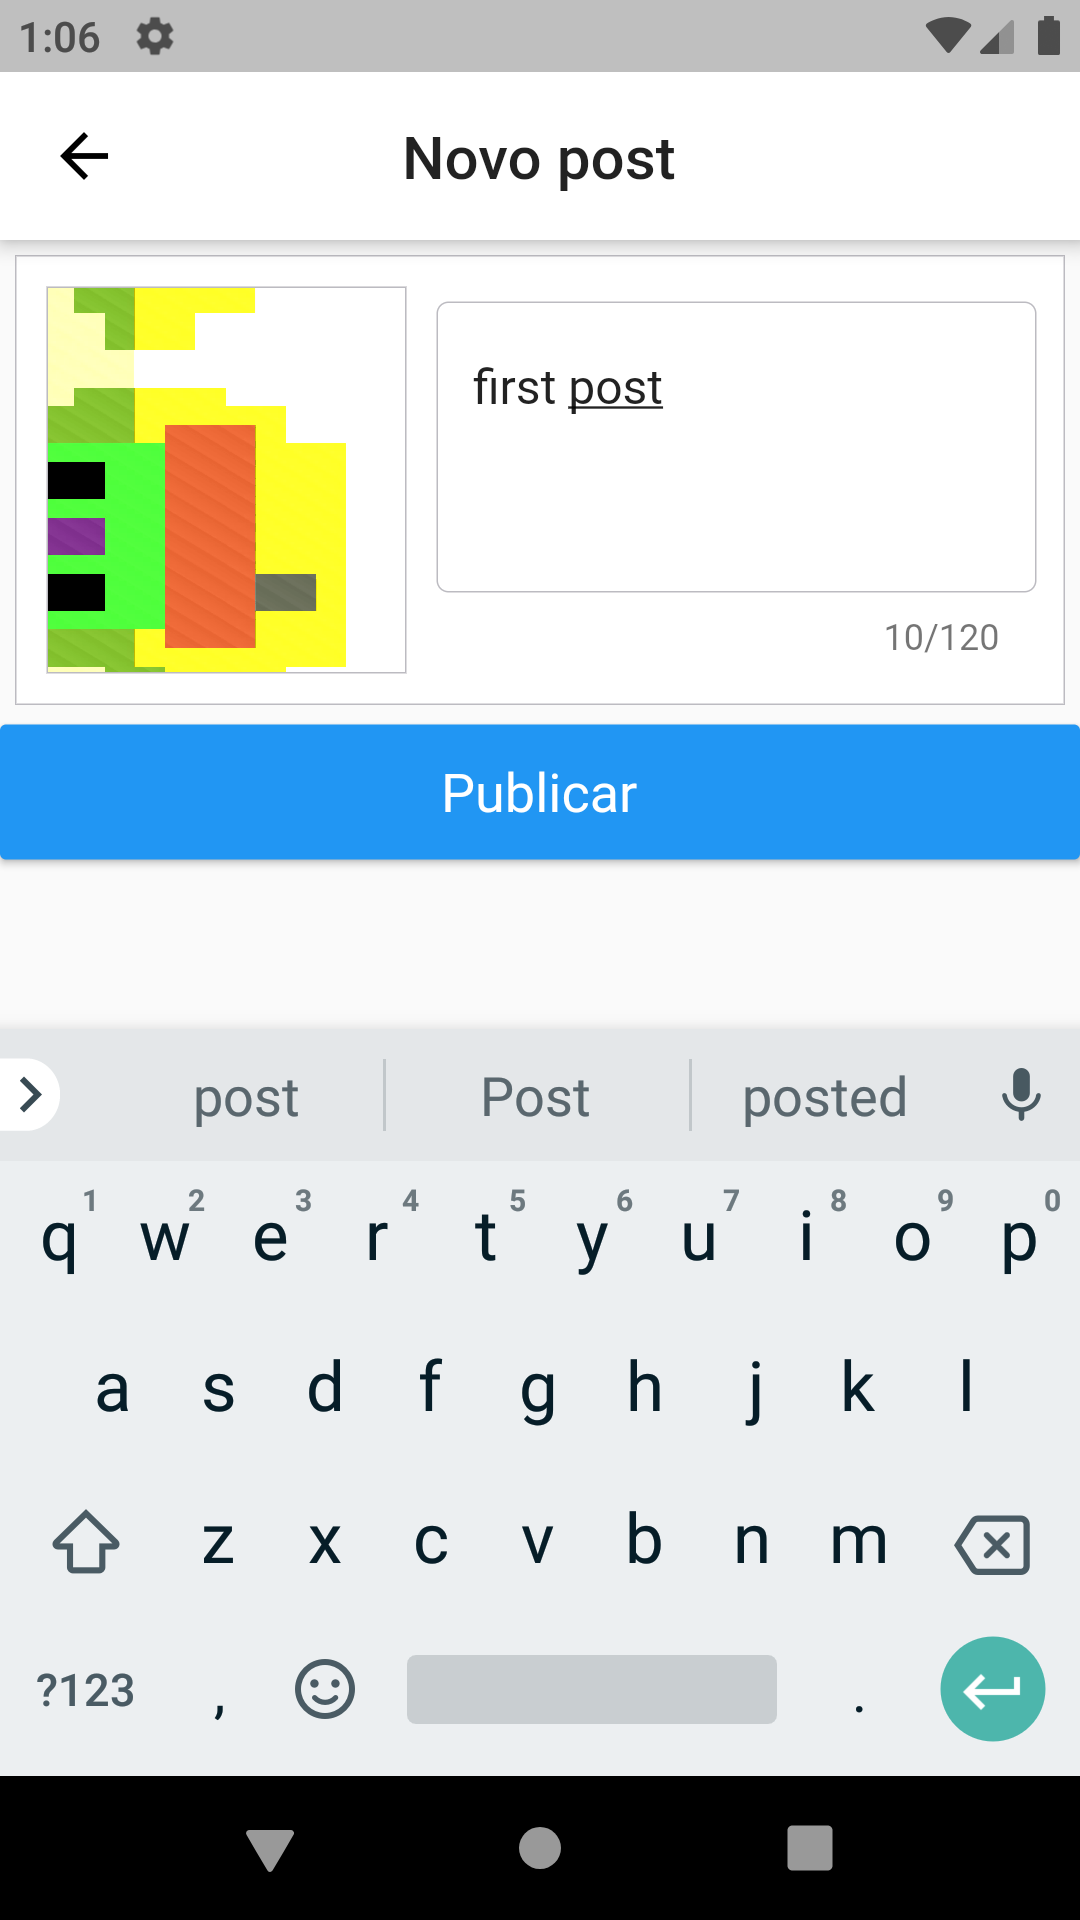 1:06
Novo post
first post
10/120
Publicar
post Post posted
1 2 3 4 5 6 7 8 9 0
q w e r t y u i o p
a s d f g h j k l
z x c v b n m
?123 , .